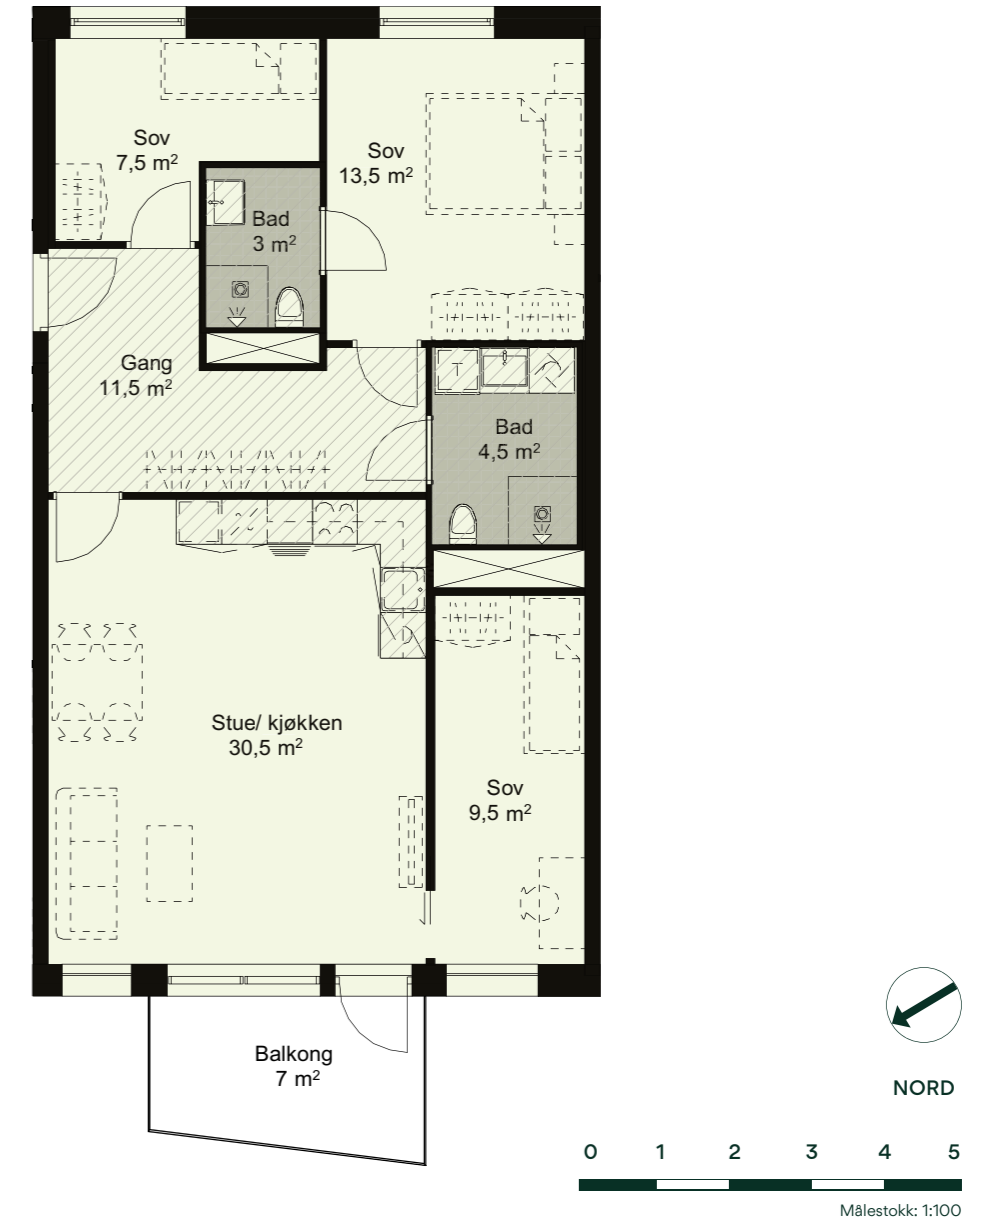 Sov
7,5 m²
Sov
13,5 m²
Bad
3 m²
Gang
11,5 m²
T
Bad
4,5 m²
Stue/ kjøkken
30,5 m²
Sov
9,5 m²
Balkong
7 m²
NORD
0 1 2 3 4 5
Målestokk: 1:100